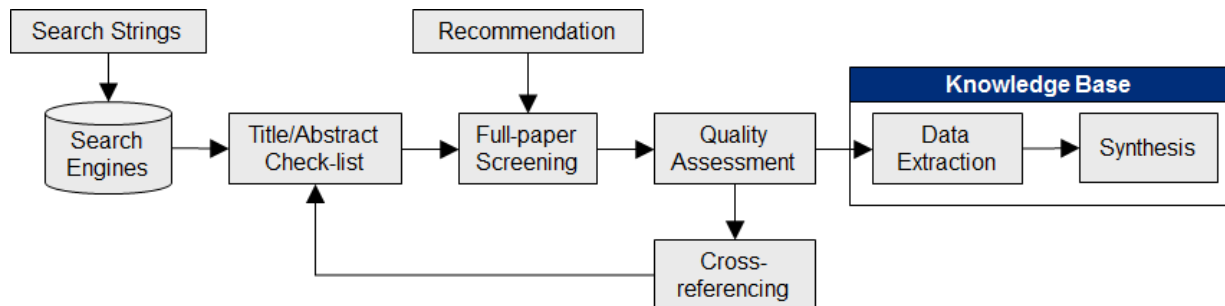 Search Strings
Recommendation
Knowledge Base
Search
Engines
Title/Abstract
Check-list
Full-paper
Screening
Quality
Assessment
Data
Extraction
Synthesis
Cross-
referencing